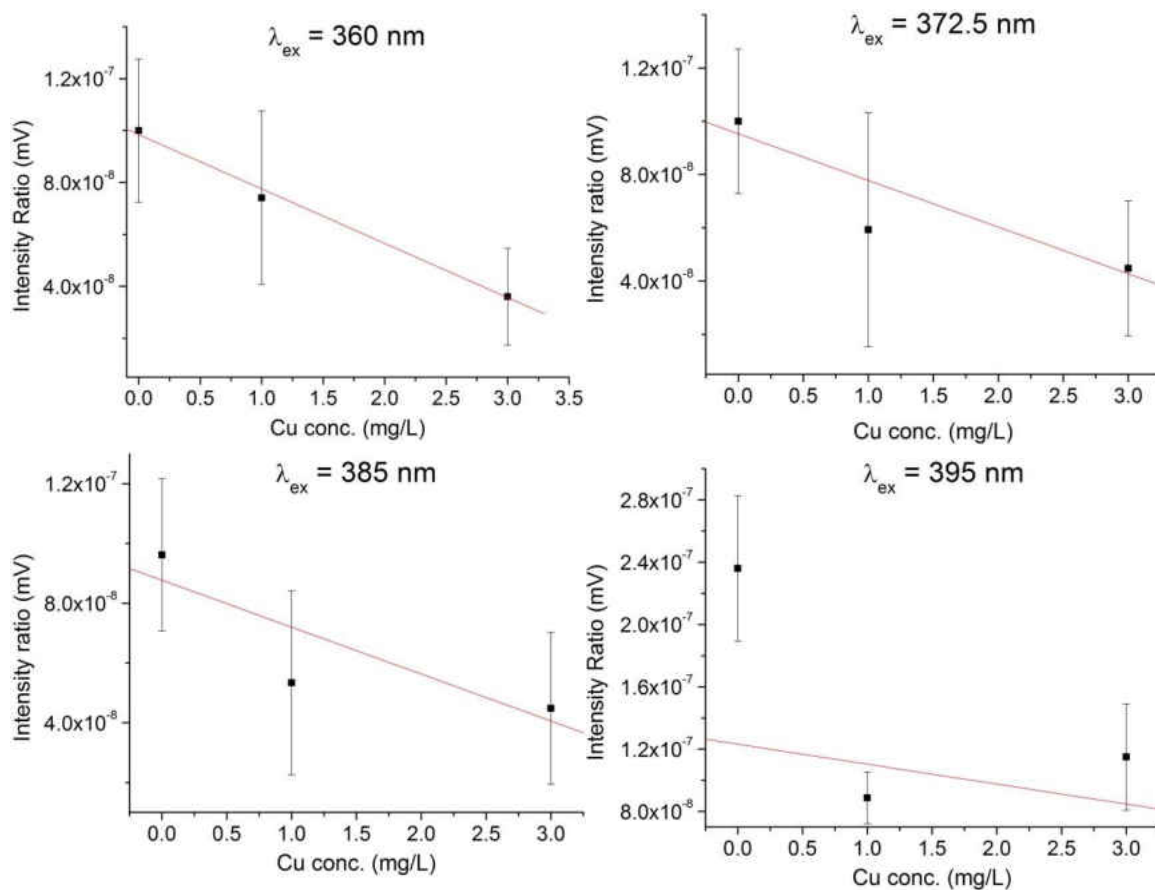 λex = 360 nm
Intensity Ratio (mV)
1.2x10-7
8.0x10-8
4.0x10-8
0.0 0.5 1.0 1.5 2.0 2.5 3.0 3.5
Cu conc. (mg/L)
λex = 372.5 nm
Intensity ratio (mV)
1.2x10-7
8.0x10-8
4.0x10-8
0.0 0.5 1.0 1.5 2.0 2.5 3.0
Cu conc. (mg/L)
λex = 385 nm
Intensity ratio (mV)
1.2x10-7
8.0x10-8
4.0x10-8
0.0 0.5 1.0 1.5 2.0 2.5 3.0
Cu conc. (mg/L)
λex = 395 nm
Intensity Ratio (mV)
2.8x10-7
2.4x10-7
2.0x10-7
1.6x10-7
1.2x10-7
8.0x10-8
0.0 0.5 1.0 1.5 2.0 2.5 3.0
Cu conc. (mg/L)